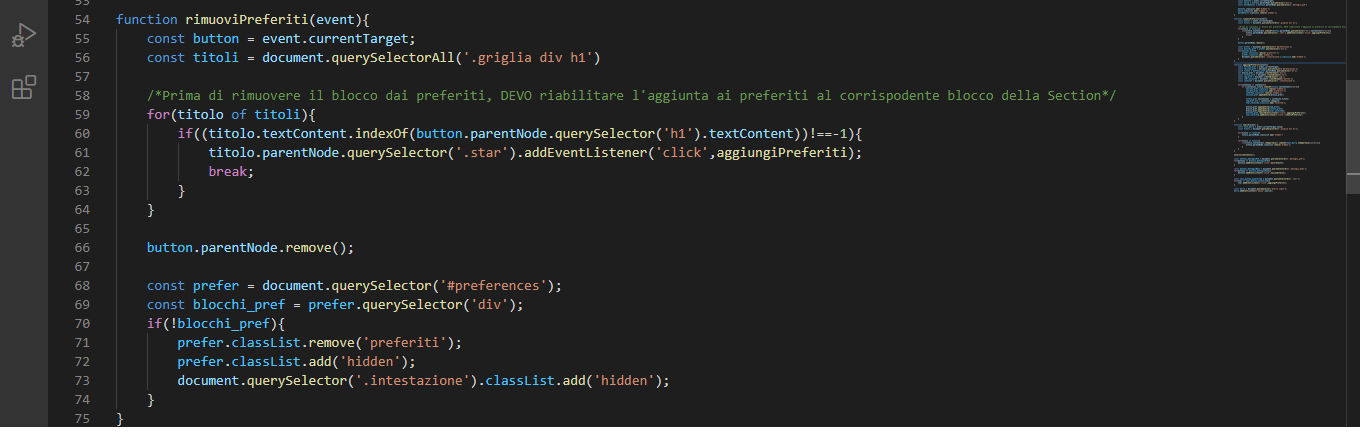 53
54 function rimuoviPreferiti(event){
55 const button = event.currentTarget;
56 const titoli = document.querySelectorAll('.griglia div h1')
57
58 /*Prima di rimuovere il blocco dai preferiti, DEVO riabilitare l'aggiunta ai preferiti al corrispodente blocco della Section*/
59 for(titolo of titoli){
60 if((titolo.textContent.indexOf(button.parentNode.querySelector('h1').textContent))!==-1){
61 titolo.parentNode.querySelector('.star').addEventListener('click',aggiungiPreferiti);
62 break;
63 }
64 }
65
66 button.parentNode.remove();
67
68 const prefer = document.querySelector('#preferences');
69 const blocchi_pref = prefer.querySelector('div');
70 if(!blocchi_pref){
71 prefer.classList.remove('preferiti');
72 prefer.classList.add('hidden');
73 document.querySelector('.intestazione').classList.add('hidden');
74 }
75 }